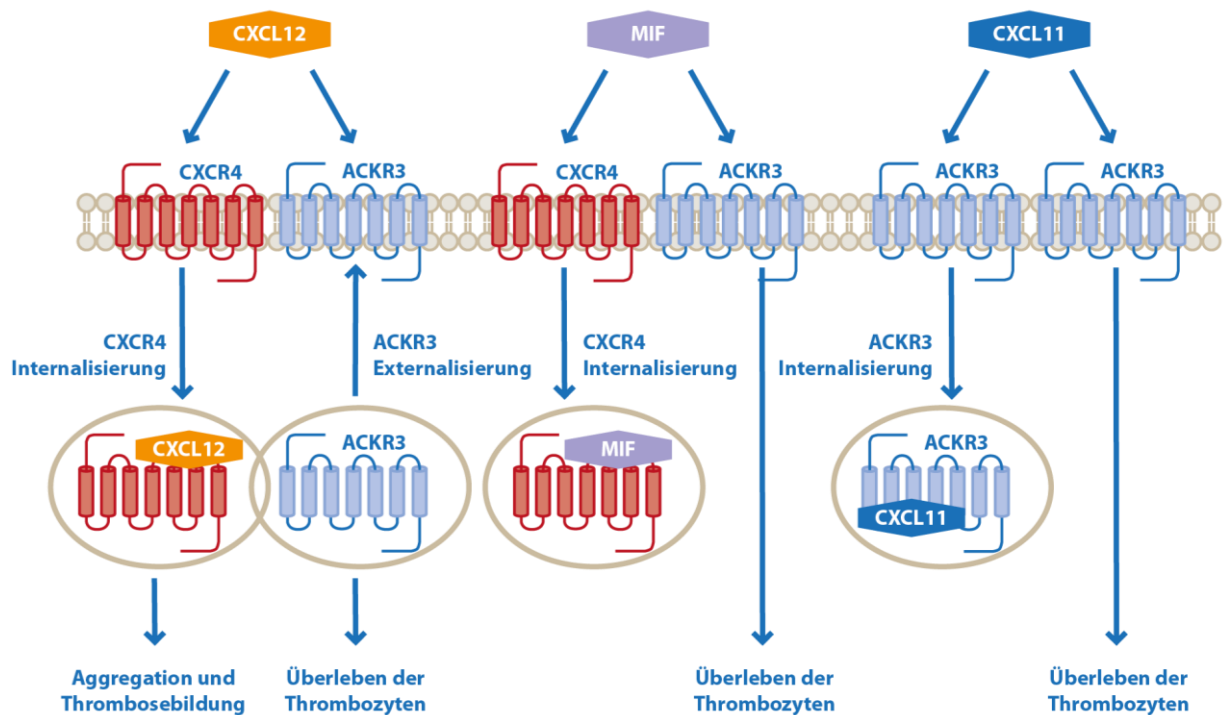 CXCL12
MIF
CXCL11
CXCR4
ACKR3
CXCR4
ACKR3
ACKR3
ACKR3
CXCR4
Internalisierung
ACKR3
Externalisierung
CXCR4
Internalisierung
ACKR3
Internalisierung
CXCL12
ACKR3
MIF
ACKR3
CXCL11
Aggregation und
Thrombosebildung
Überleben der
Thrombozyten
Überleben der
Thrombozyten
Überleben der
Thrombozyten